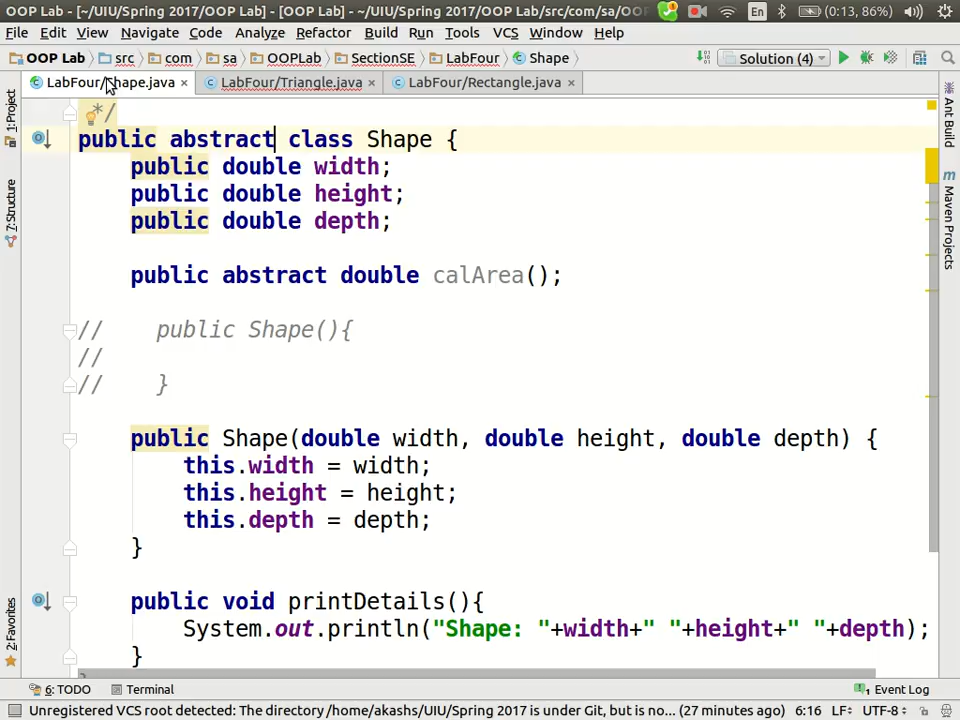 OOP Lab - [~/UIU/Spring 2017/OOP Lab] - [OOP Lab] - ~/UIU/Spring 2017/OOP Lab/src/com/sa/OO
En
(0:13, 86%)
File Edit View Navigate Code Analyze Refactor Build Run Tools VCS Window Help
OOP Lab src com sa OOPLab SectionSE LabFour Shape Solution (4)
LabFour/Shape.java × LabFour/Triangle.java × LabFour/Rectangle.java ×
1: Project
7: Structure
2: Favorites
Ant Build
m Maven Projects
*/
public abstract class Shape {
public double width;
public double height;
public double depth;
public abstract double calArea();
// public Shape(){
//
// }
public Shape(double width, double height, double depth) {
this.width = width;
this.height = height;
this.depth = depth;
}
public void printDetails(){
System.out.println("Shape: "+width+" "+height+" "+depth);
}
6: TODO Terminal 1 Event Log
Unregistered VCS root detected: The directory /home/akashs/UIU/Spring 2017 is under Git, but is no... (27 minutes ago) 6:16 LF UTF-8